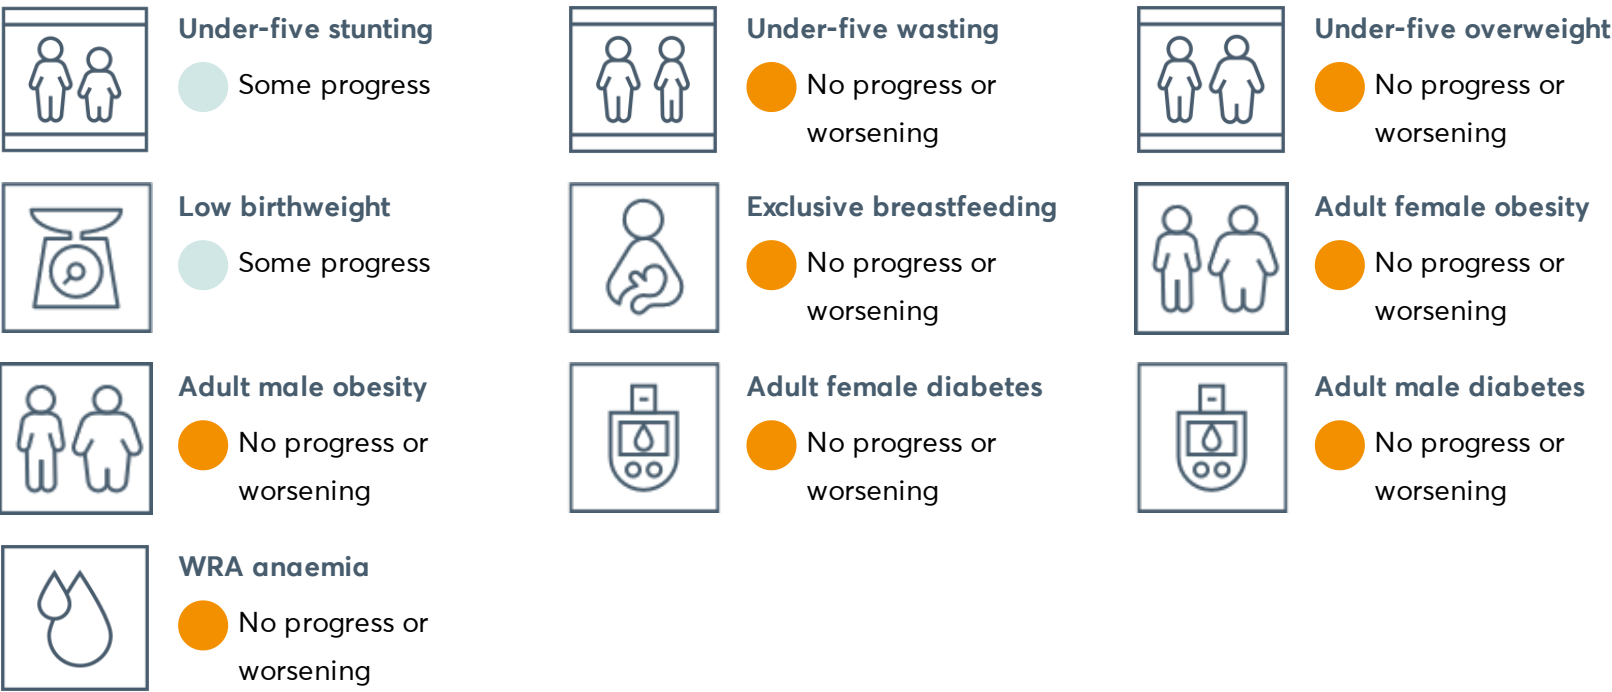 Under-five stunting
Some progress
Under-five wasting
No progress or
worsening
Under-five overweight
No progress or
worsening
Low birthweight
Some progress
Exclusive breastfeeding
No progress or
worsening
Adult female obesity
No progress or
worsening
Adult male obesity
No progress or
worsening
Adult female diabetes
No progress or
worsening
Adult male diabetes
No progress or
worsening
WRA anaemia
No progress or
worsening